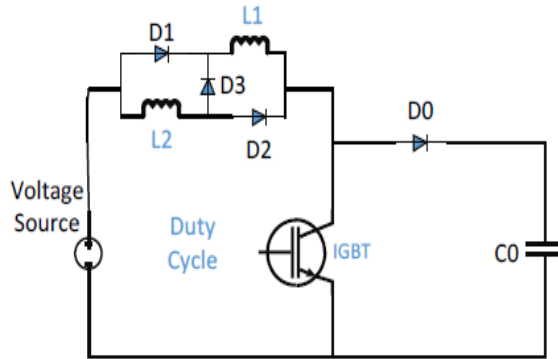 L1
D1
D3
L2
D2
D0
Voltage
Source
Duty
Cycle
IGBT
C0